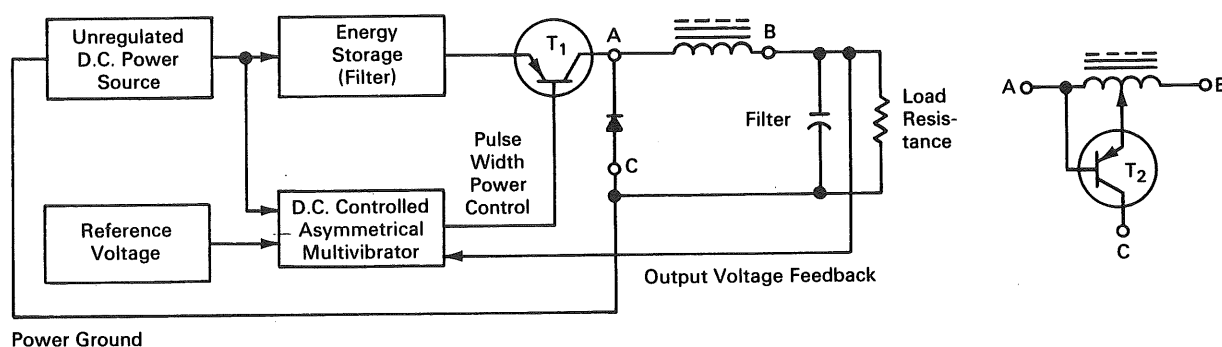 Unregulated
D.C. Power
Source
Energy
Storage
(Filter)
T1
A
B
Filter
Load
Resis-
tance
C
Pulse
Width
Power
Control
Reference
Voltage
D.C. Controlled
Asymmetrical
Multivibrator
Output Voltage Feedback
Power Ground
A
B
T2
C